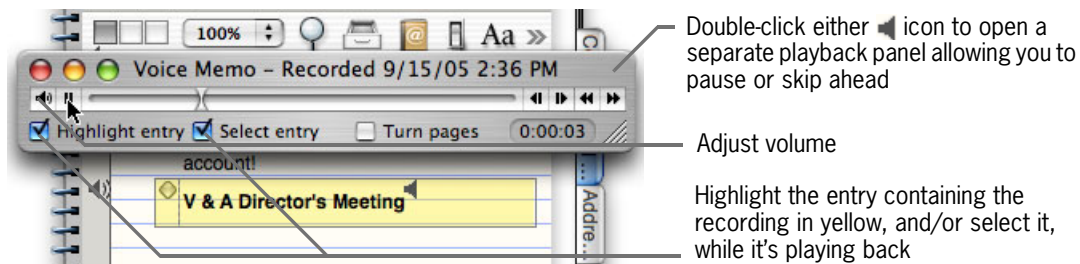 100%
Aa »
C
Voice Memo – Recorded 9/15/05 2:36 PM
Highlight entry Select entry Turn pages 0:00:03
account!
V & A Director's Meeting
Addre...
Double-click either icon to open a
separate playback panel allowing you to
pause or skip ahead
Adjust volume
Highlight the entry containing the
recording in yellow, and/or select it,
while it's playing back